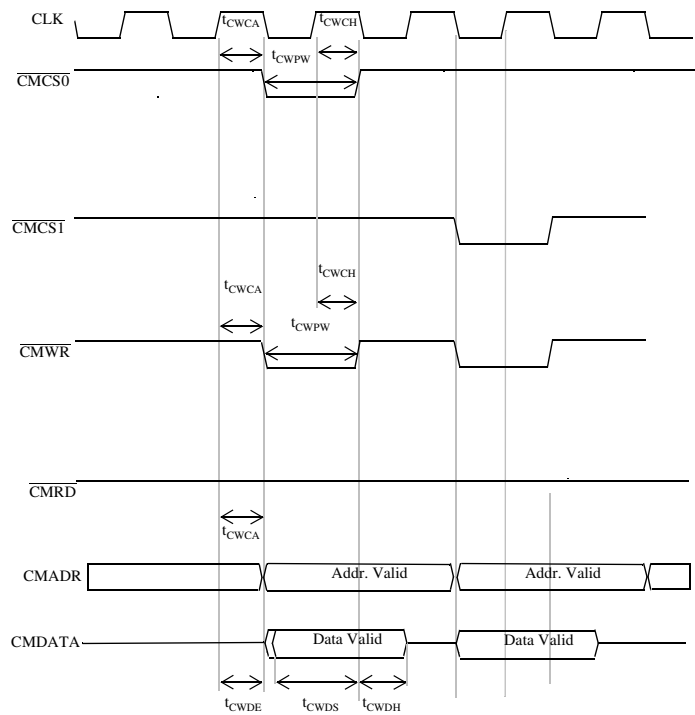 CLK
tCWCA
tCWCH
tCWPW
CMCS0
CMCS1
tCWCH
tCWCA
tCWPW
CMWR
CMRD
tCWCA
CMADR
Addr. Valid
Addr. Valid
CMDATA
Data Valid
Data Valid
tCWDE
tCWDS
tCWDH